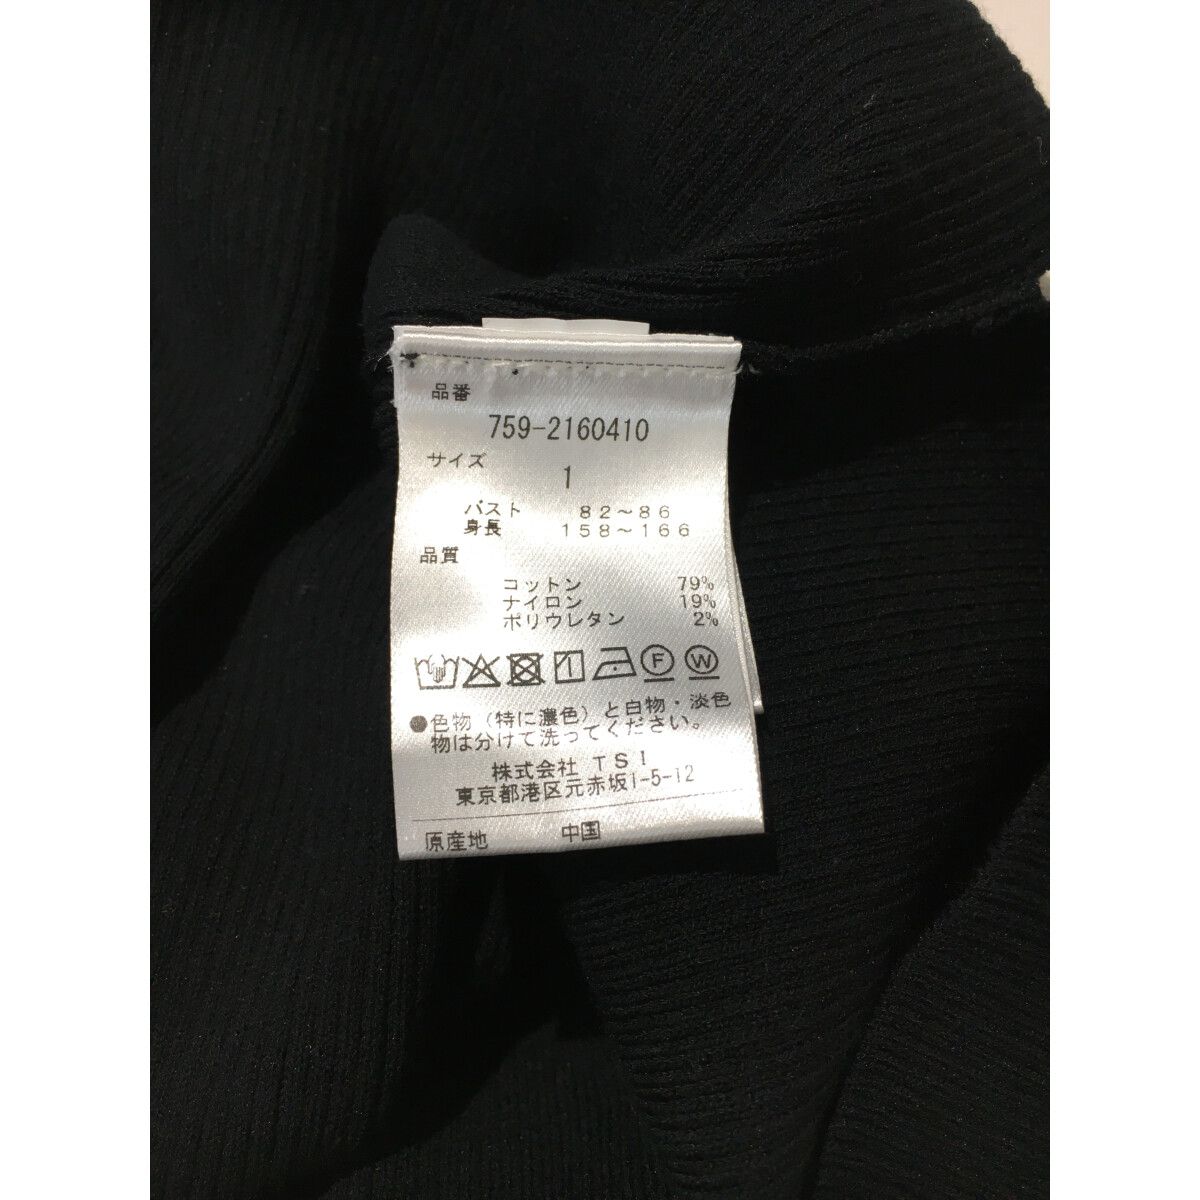 品番
759-2160410
サイズ
1
バスト 82～86
身長 158～166
品質
コットン 79%
ナイロン 19%
ポリウレタン 2%
F W
●色物（特に濃色）と白物・淡色
物は分けて洗ってください。
株式会社 TSI
東京都港区元赤坂1-5-12
原産地 中国